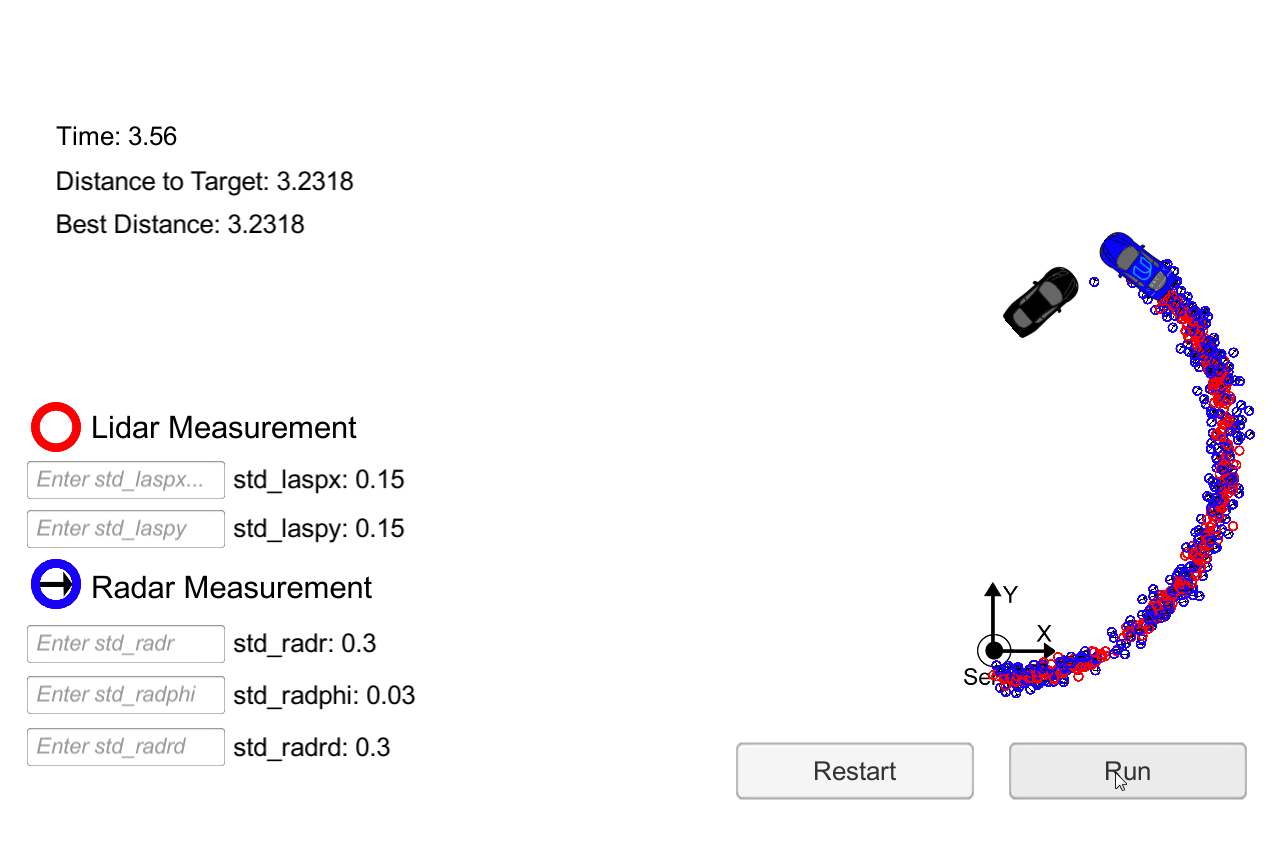 Time: 3.56
Distance to Target: 3.2318
Best Distance: 3.2318
Lidar Measurement
Enter std_laspx... std_laspx: 0.15
Enter std_laspy std_laspy: 0.15
Radar Measurement
Enter std_radr std_radr: 0.3
Enter std_radphi std_radphi: 0.03
Enter std_radrd std_radrd: 0.3
Y
X
Restart
Run